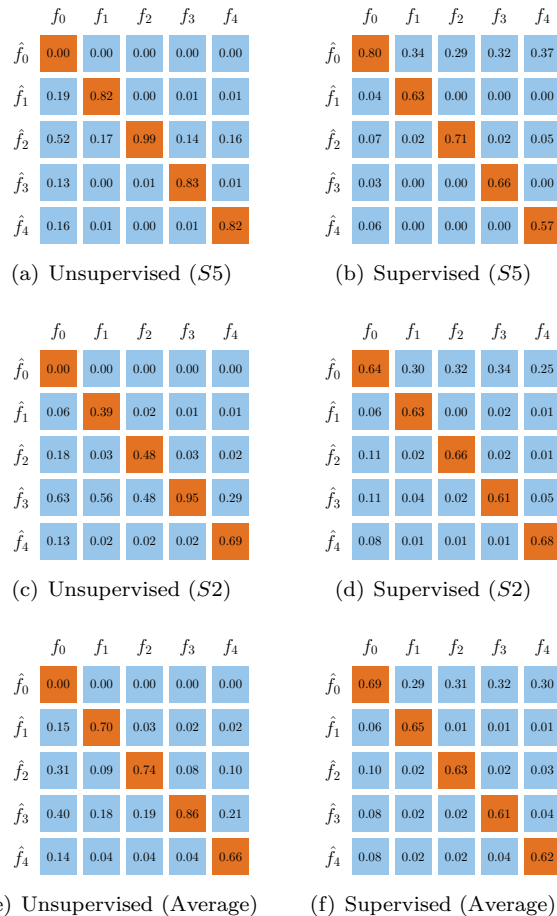 f₀ f₁ f₂ f₃ f₄ f₀ f₁ f₂ f₃ f₄
f̂₀ 0.00 0.00 0.00 0.00 0.00 f̂₀ 0.80 0.34 0.29 0.32 0.37
f̂₁ 0.19 0.82 0.00 0.01 0.01 f̂₁ 0.04 0.63 0.00 0.00 0.00
f̂₂ 0.52 0.17 0.99 0.14 0.16 f̂₂ 0.07 0.02 0.71 0.02 0.05
f̂₃ 0.13 0.00 0.01 0.83 0.01 f̂₃ 0.03 0.00 0.00 0.66 0.00
f̂₄ 0.16 0.01 0.00 0.01 0.82 f̂₄ 0.06 0.00 0.00 0.00 0.57
(a) Unsupervised (S5) (b) Supervised (S5)
f₀ f₁ f₂ f₃ f₄ f₀ f₁ f₂ f₃ f₄
f̂₀ 0.00 0.00 0.00 0.00 0.00 f̂₀ 0.64 0.30 0.32 0.34 0.25
f̂₁ 0.06 0.39 0.02 0.01 0.01 f̂₁ 0.06 0.63 0.00 0.02 0.01
f̂₂ 0.18 0.03 0.48 0.03 0.02 f̂₂ 0.11 0.02 0.66 0.02 0.01
f̂₃ 0.63 0.56 0.48 0.95 0.29 f̂₃ 0.11 0.04 0.02 0.61 0.05
f̂₄ 0.13 0.02 0.02 0.02 0.69 f̂₄ 0.08 0.01 0.01 0.01 0.68
(c) Unsupervised (S2) (d) Supervised (S2)
f₀ f₁ f₂ f₃ f₄ f₀ f₁ f₂ f₃ f₄
f̂₀ 0.00 0.00 0.00 0.00 0.00 f̂₀ 0.69 0.29 0.31 0.32 0.30
f̂₁ 0.15 0.70 0.03 0.02 0.02 f̂₁ 0.06 0.65 0.01 0.01 0.01
f̂₂ 0.31 0.09 0.74 0.08 0.10 f̂₂ 0.10 0.02 0.63 0.02 0.03
f̂₃ 0.40 0.18 0.19 0.86 0.21 f̂₃ 0.08 0.02 0.02 0.61 0.04
f̂₄ 0.14 0.04 0.04 0.04 0.66 f̂₄ 0.08 0.02 0.02 0.04 0.62
e) Unsupervised (Average) (f) Supervised (Average)